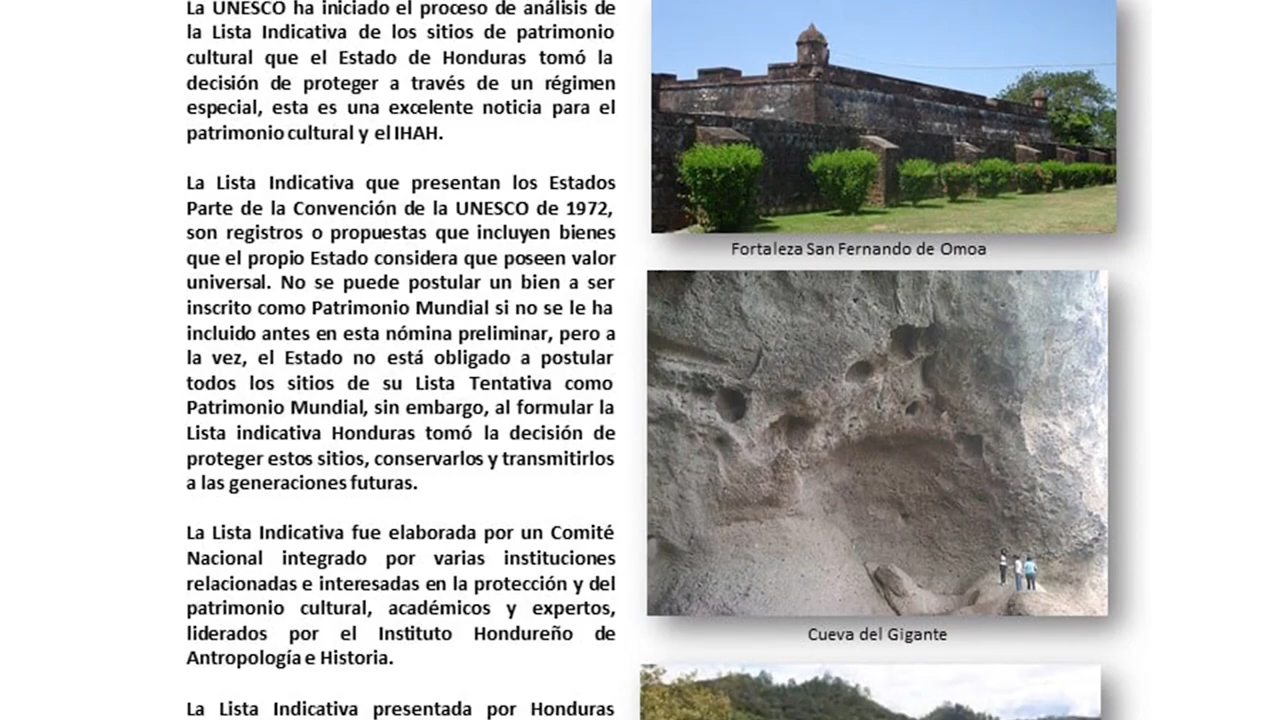 La UNESCO ha iniciado el proceso de análisis de
la Lista Indicativa de los sitios de patrimonio
cultural que el Estado de Honduras tomó la
decisión de proteger a través de un régimen
especial, esta es una excelente noticia para el
patrimonio cultural y el IHAH.
La Lista Indicativa que presentan los Estados
Parte de la Convención de la UNESCO de 1972,
son registros o propuestas que incluyen bienes
que el propio Estado considera que poseen valor
universal. No se puede postular un bien a ser
inscrito como Patrimonio Mundial si no se le ha
incluido antes en esta nómina preliminar, pero a
la vez, el Estado no está obligado a postular
todos los sitios de su Lista Tentativa como
Patrimonio Mundial, sin embargo, al formular la
Lista indicativa Honduras tomó la decisión de
proteger estos sitios, conservarlos y transmitirlos
a las generaciones futuras.
La Lista Indicativa fue elaborada por un Comité
Nacional integrado por varias instituciones
relacionadas e interesadas en la protección y del
patrimonio cultural, académicos y expertos,
liderados por el Instituto Hondureño de
Antropología e Historia.
La Lista Indicativa presentada por Honduras
Fortaleza San Fernando de Omoa
Cueva del Gigante